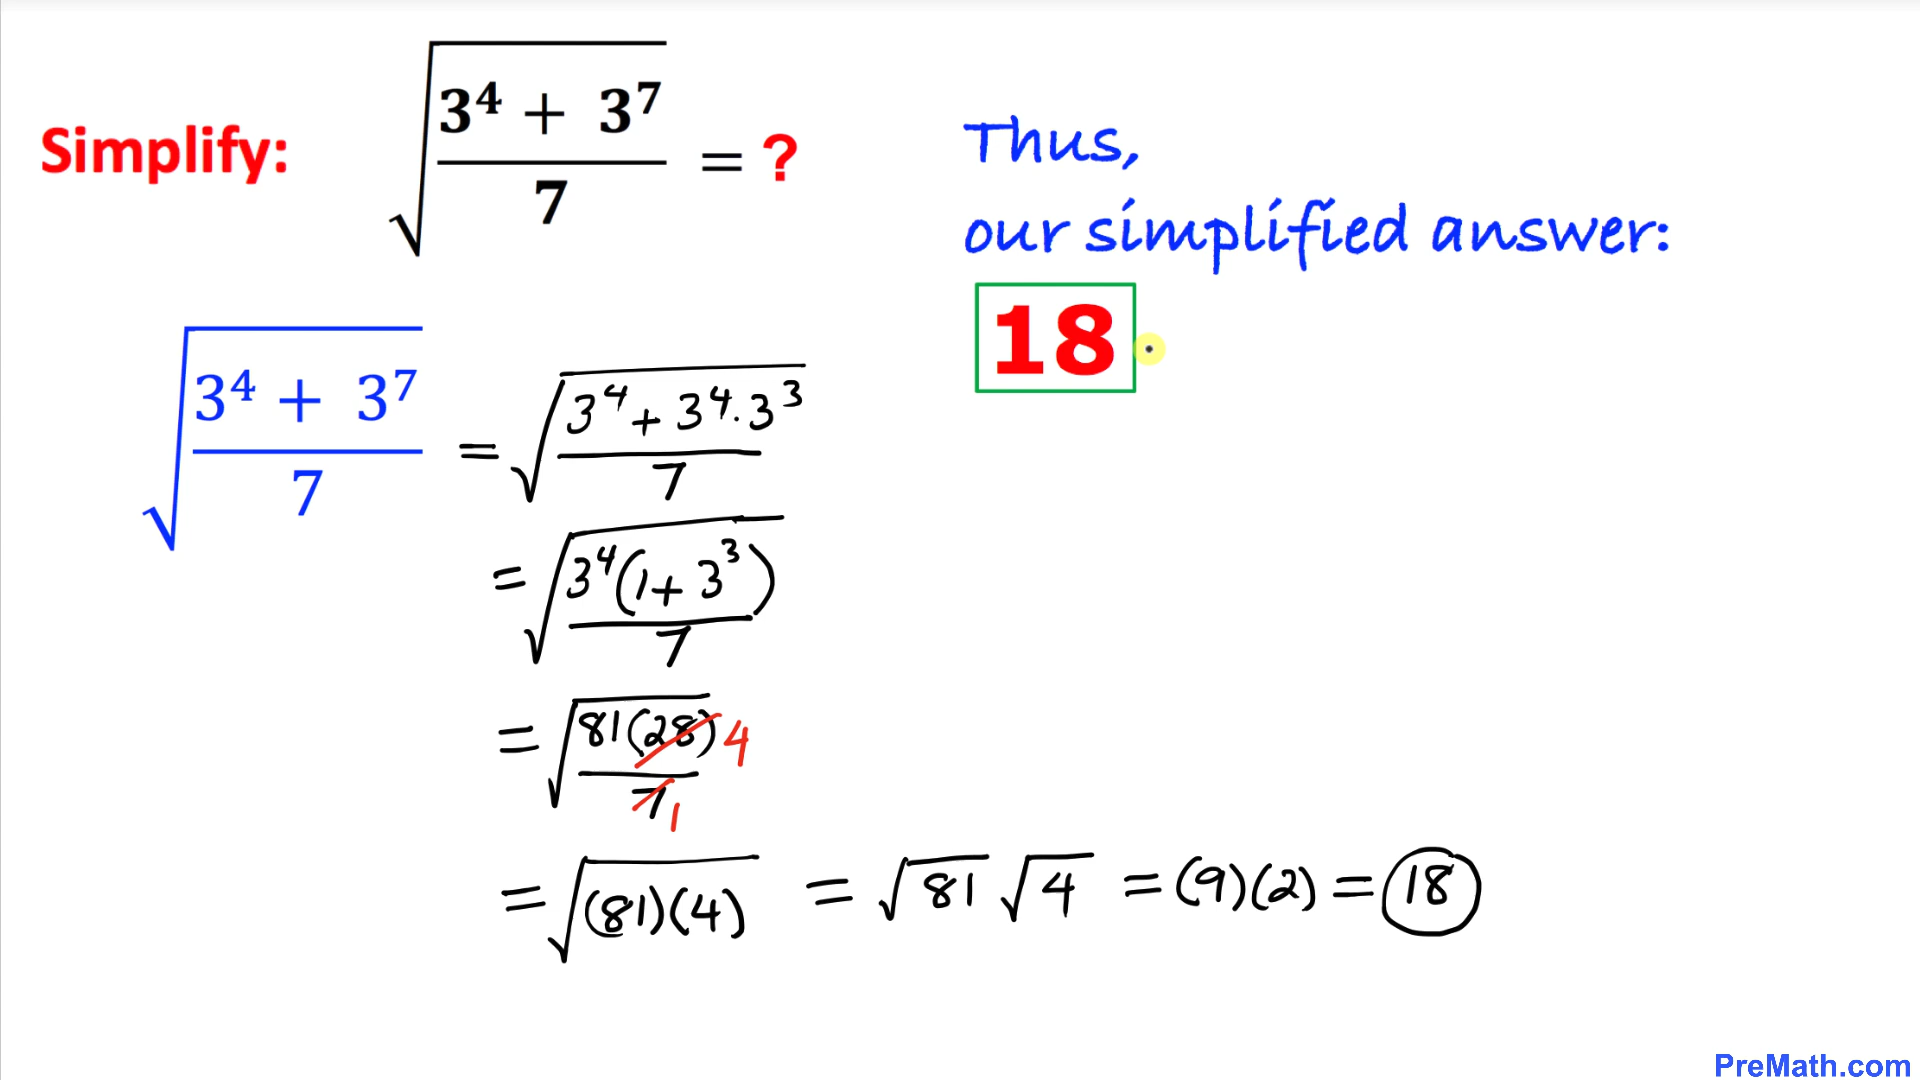 Simplify: √((3⁴ + 3⁷)/7) = ?
Thus,
our simplified answer:
18
√((3⁴ + 3⁷)/7) = √((3⁴ + 3⁴·3³)/7)
= √((3⁴(1 + 3³))/7)
= √((81(28))/7) 4 1
= √((81)(4)) = √81 √4 = (9)(2) = 18
PreMath.com